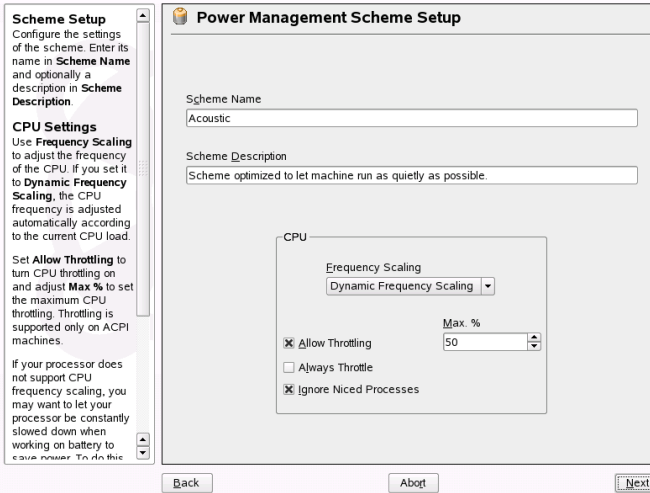 Scheme Setup
Configure the settings
of the scheme. Enter its
name in Scheme Name
and optionally a
description in Scheme
Description.
CPU Settings
Use Frequency Scaling
to adjust the frequency
of the CPU. If you set it
to Dynamic Frequency
Scaling, the CPU
frequency is adjusted
automatically according
to the current CPU load.
Set Allow Throttling to
turn CPU throttling on
and adjust Max % to set
the maximum CPU
throttling. Throttling is
supported only on ACPI
machines.
If your processor does
not support CPU
frequency scaling, you
may want to let your
processor be constantly
slowed down when
working on battery to
save power. To do this
Power Management Scheme Setup
Scheme Name
Acoustic
Scheme Description
Scheme optimized to let machine run as quietly as possible.
CPU
Frequency Scaling
Dynamic Frequency Scaling
Max. %
Allow Throttling
50
Always Throttle
Ignore Niced Processes
Back
Abort
Next